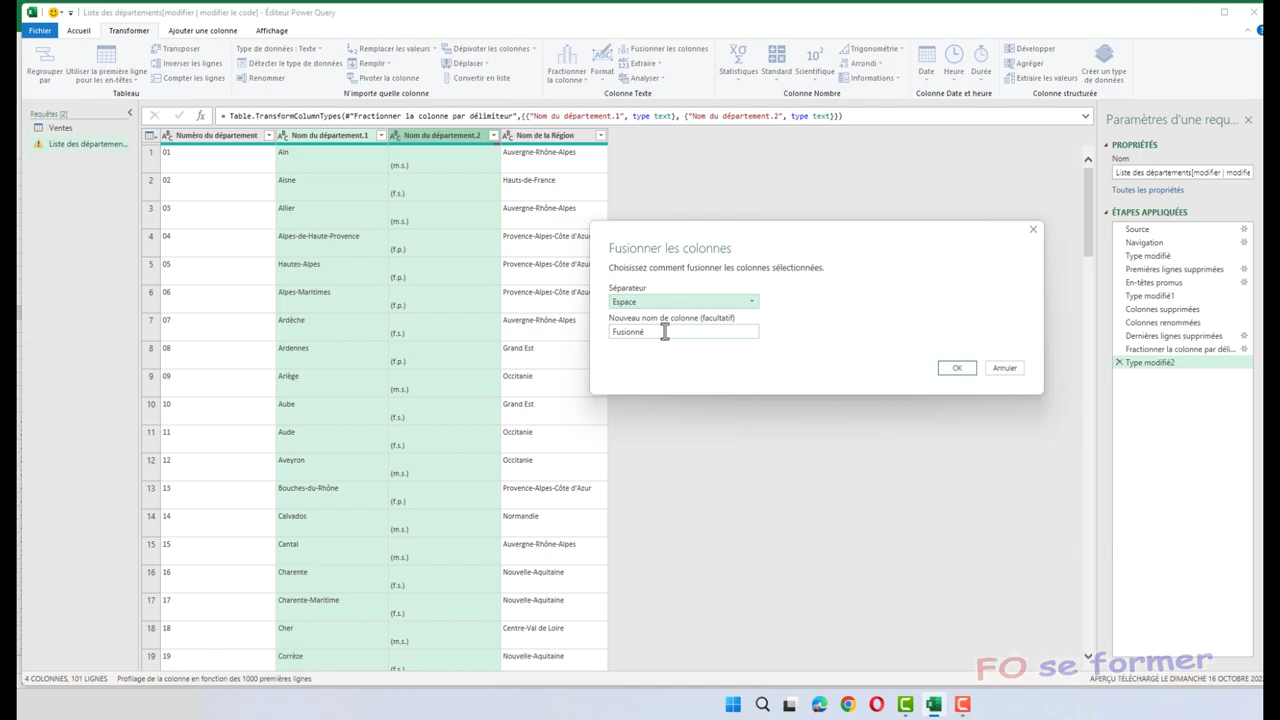 Liste des départements[modifier | modifier le code] - Éditeur Power Query
Fichier Accueil Transformer Ajouter une colonne Affichage
Regrouper par
Utiliser la première ligne pour les en-têtes
Transposer
Inverser les lignes
Compter les lignes
Tableau
Type de données : Texte
Détecter le type de données
Renommer
Remplacer les valeurs
Remplir
Pivoter la colonne
Dépivoter les colonnes
Déplacer
Convertir en liste
N'importe quelle colonne
Fractionner la colonne
Format
Fusionner les colonnes
Extraire
Analyser
Colonne Texte
Statistiques
Standard
Scientifique
10²
Trigonométrie
Arrondi
Informations
Colonne Nombre
Date
Heure
Durée
Colonne Date et heure
Développer
Agréger
Extraire les valeurs
Créer un type de données
Colonne structurée
Requêtes [2]
Ventes
Liste des départemen...
= Table.TransformColumnTypes(#"Fractionner la colonne par délimiteur",{{"Nom du département.1", type text}, {"Nom du département.2", type text}})
Numéro du département Nom du département.1 Nom du département.2 Nom de la Région
1 01 Ain (m.s.) Auvergne-Rhône-Alpes
2 02 Aisne (f.s.) Hauts-de-France
3 03 Allier (m.s.) Auvergne-Rhône-Alpes
4 04 Alpes-de-Haute-Provence (f.p.) Provence-Alpes-Côte d'Azur
5 05 Hautes-Alpes (f.p.) Provence-Alpes-Côte d'
6 06 Alpes-Maritimes (f.p.) Provence-Alpes-Côte d'
7 07 Ardèche (f.s.) Auvergne-Rhône-Alpes
8 08 Ardennes (f.p.) Grand Est
9 09 Ariège (m.s.) Occitanie
10 10 Aube (f.s.) Grand Est
11 11 Aude (f.s.) Occitanie
12 12 Aveyron (m.s.) Occitanie
13 13 Bouches-du-Rhône (f.p.) Provence-Alpes-Côte d'Azur
14 14 Calvados (m.s.) Normandie
15 15 Cantal (m.s.) Auvergne-Rhône-Alpes
16 16 Charente (f.s.) Nouvelle-Aquitaine
17 17 Charente-Maritime (f.s.) Nouvelle-Aquitaine
18 18 Cher (m.s.) Centre-Val de Loire
19 19 Corrèze (f.s.) Nouvelle-Aquitaine
Fusionner les colonnes
Choisissez comment fusionner les colonnes sélectionnées.
Séparateur
Espace
Nouveau nom de colonne (facultatif)
Fusionné
OK Annuler
Paramètres d'une requ...
PROPRIÉTÉS
Nom
Liste des départements[modifier | modifie
Toutes les propriétés
ÉTAPES APPLIQUÉES
Source
Navigation
Type modifié
Premières lignes supprimées
En-têtes promus
Type modifié1
Colonnes supprimées
Colonnes renommées
Dernières lignes supprimées
Fractionner la colonne par déli...
Type modifié2
FO se former
4 COLONNES, 101 LIGNES Profilage de la colonne en fonction des 1000 premières lignes
APERÇU TÉLÉCHARGÉ LE DIMANCHE 16 OCTOBRE 202